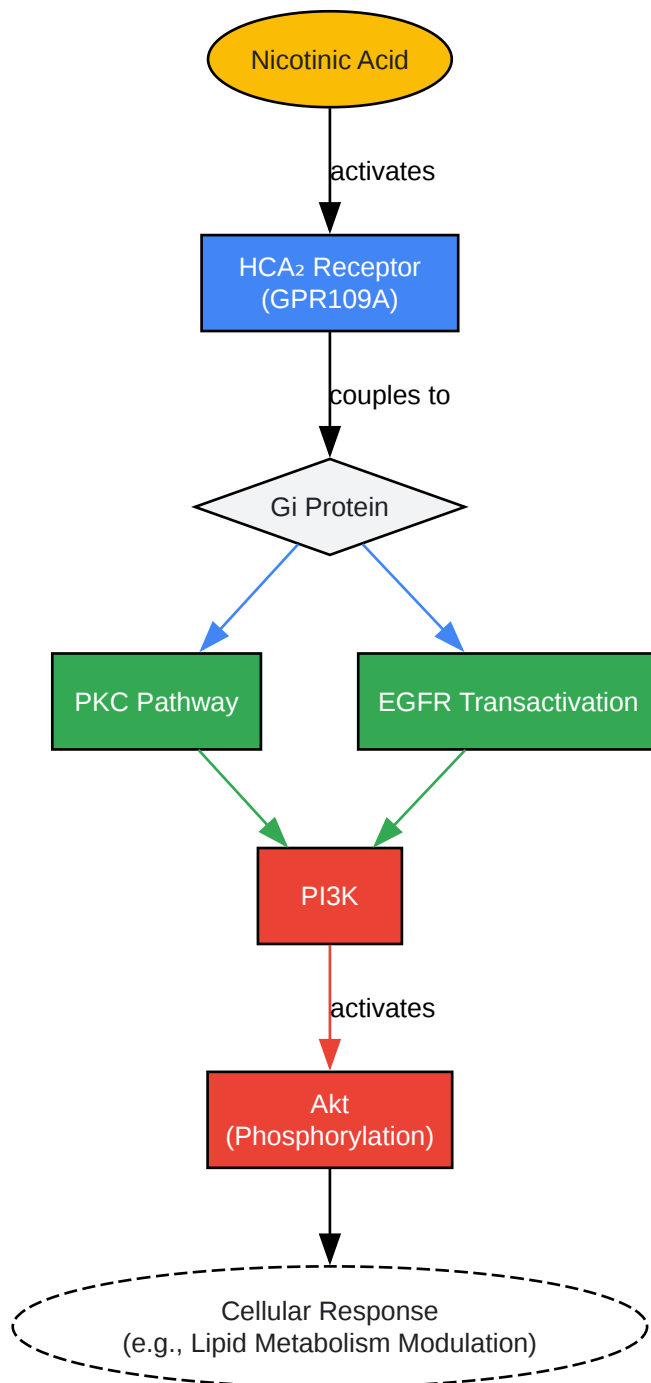 Nicotinic Acid
activates
HCA₂ Receptor
(GPR109A)
couples to
Gi Protein
PKC Pathway
EGFR Transactivation
PI3K
activates
Akt
(Phosphorylation)
Cellular Response
(e.g., Lipid Metabolism Modulation)